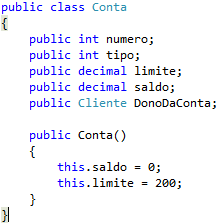 public class Conta
{
    public int numero;
    public int tipo;
    public decimal limite;
    public decimal saldo;
    public Cliente DonoDaConta;

    public Conta()
    {
        this.saldo = 0;
        this.limite = 200;
    }
}